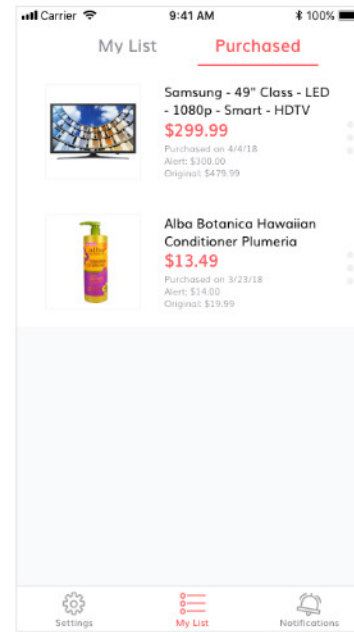 Carrier 9:41 AM 100%
My List Purchased
Samsung - 49" Class - LED
- 1080p - Smart - HDTV
$299.99
Purchased on 4/4/18
Alert: $300.00
Original: $479.99
Alba Botanica Hawaiian
Conditioner Plumeria
$13.49
Purchased on 3/23/18
Alert: $14.00
Original: $19.99
alba
Settings My List Notifications